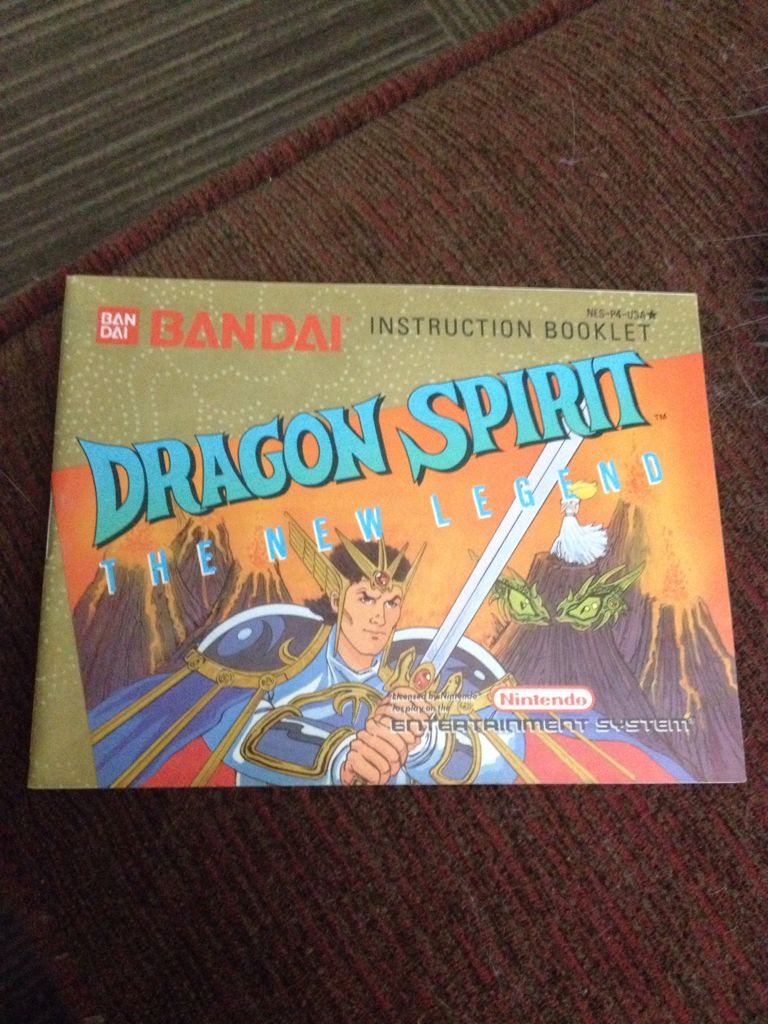 BAN
DAI
BANDAI
NES-P4-USA★
INSTRUCTION BOOKLET
DRAGON SPIRIT™
THE NEW LEGEND
Licensed by Nintendo®
for play on the
Nintendo
ENTERTAINMENT SYSTEM®